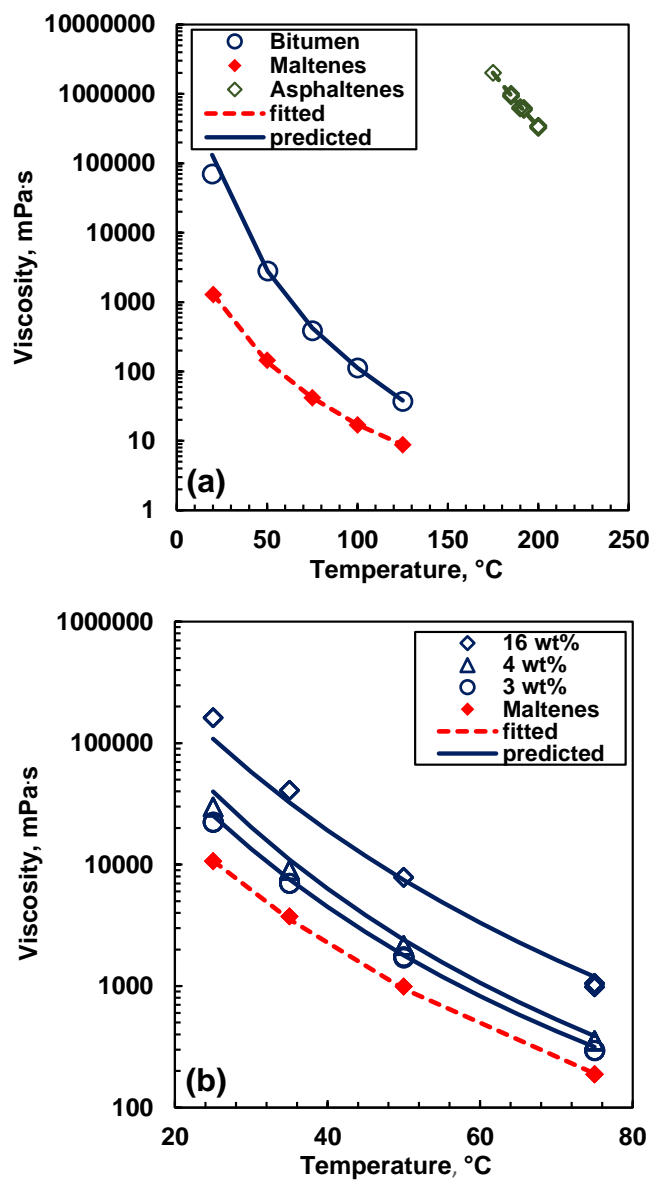 10000000
1000000
100000
10000
1000
100
10
1
Viscosity, mPa·s
Bitumen
Maltenes
Asphaltenes
fitted
predicted
(a)
0 50 100 150 200 250
Temperature, °C
1000000
100000
10000
1000
100
Viscosity, mPa·s
16 wt%
4 wt%
3 wt%
Maltenes
fitted
predicted
(b)
20 40 60 80
Temperature, °C